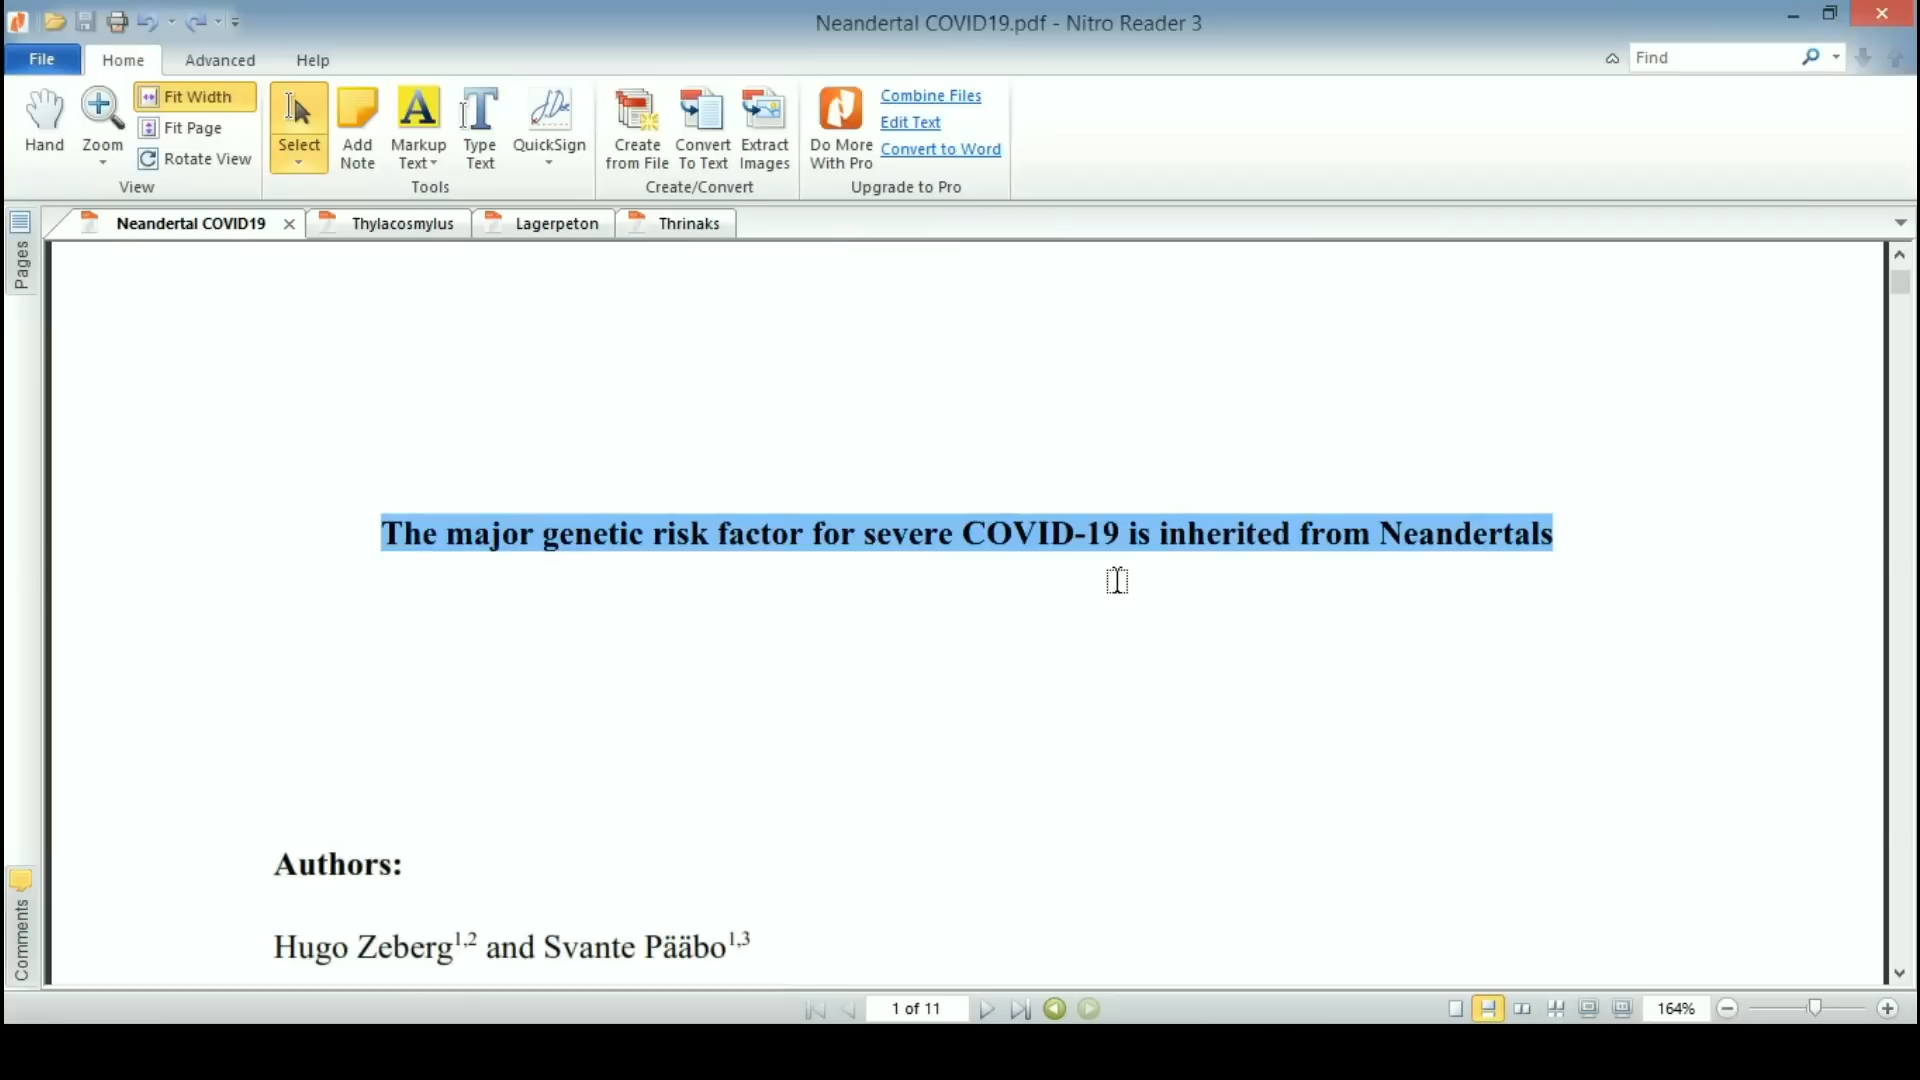 Neandertal COVID19.pdf - Nitro Reader 3
File Home Advanced Help Find
Hand
Zoom
Fit Width
Fit Page
Rotate View
View
Select
Add Note
Markup Text
Type Text
QuickSign
Tools
Create from File
Convert To Text
Extract Images
Create/Convert
Do More With Pro
Combine Files
Edit Text
Convert to Word
Upgrade to Pro
Neandertal COVID19 Thylacosmylus Lagerpeton Thrinaks
Pages
The major genetic risk factor for severe COVID-19 is inherited from Neandertals
Authors:
Hugo Zeberg1,2 and Svante Pääbo1,3
Comments
1 of 11 164%